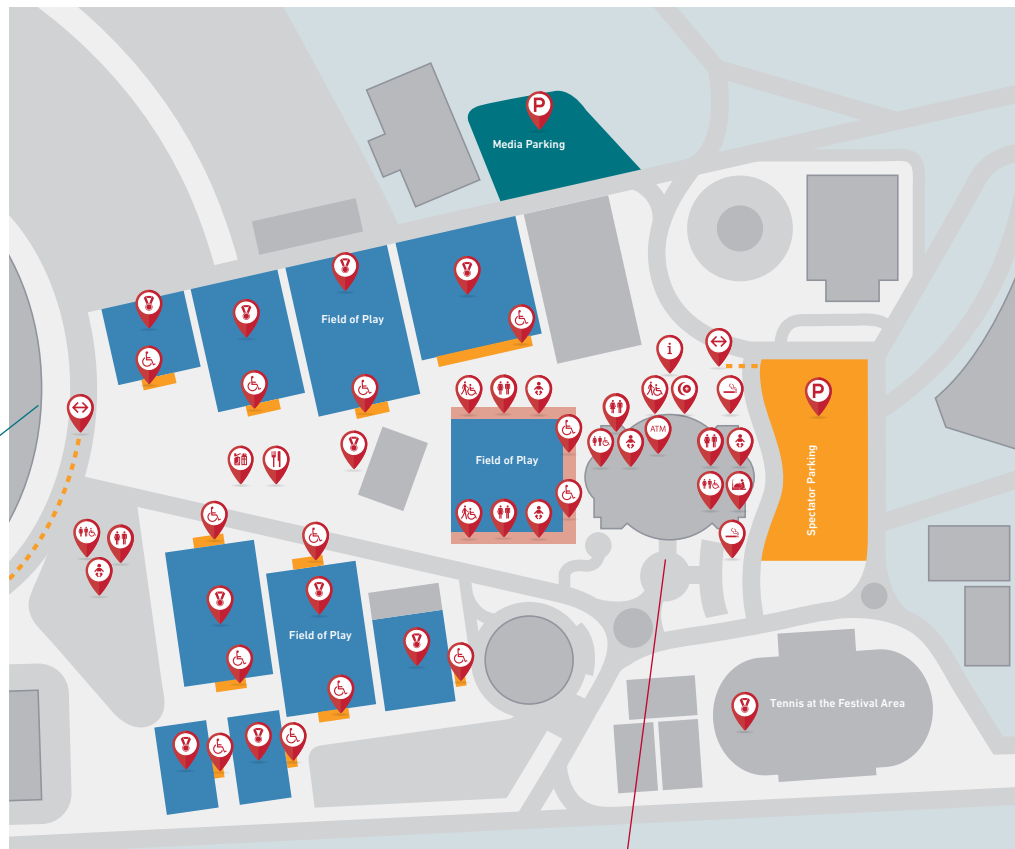 P
Media Parking
Field of Play
i
P
ATM
Field of Play
Spectator Parking
Field of Play
Tennis at the Festival Area